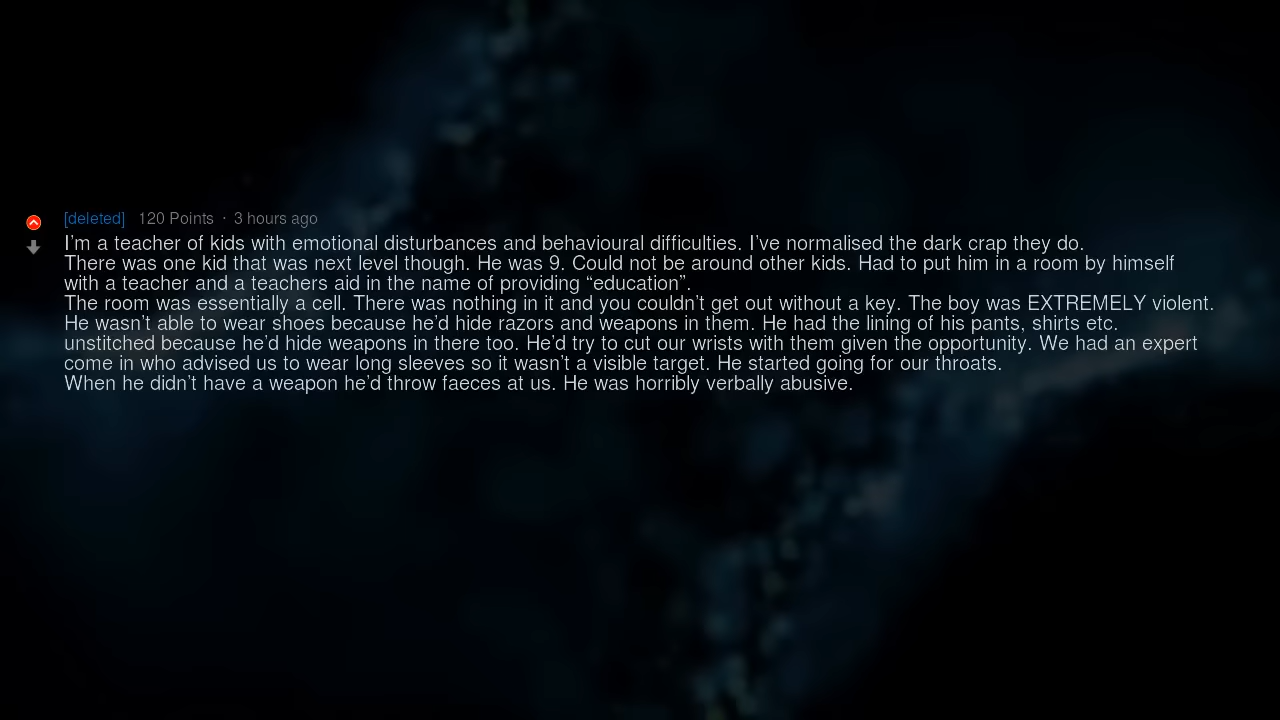 [deleted] 120 Points · 3 hours ago
I’m a teacher of kids with emotional disturbances and behavioural difficulties. I’ve normalised the dark crap they do.
There was one kid that was next level though. He was 9. Could not be around other kids. Had to put him in a room by himself
with a teacher and a teachers aid in the name of providing “education”.
The room was essentially a cell. There was nothing in it and you couldn’t get out without a key. The boy was EXTREMELY violent.
He wasn’t able to wear shoes because he’d hide razors and weapons in them. He had the lining of his pants, shirts etc.
unstitched because he’d hide weapons in there too. He’d try to cut our wrists with them given the opportunity. We had an expert
come in who advised us to wear long sleeves so it wasn’t a visible target. He started going for our throats.
When he didn’t have a weapon he’d throw faeces at us. He was horribly verbally abusive.